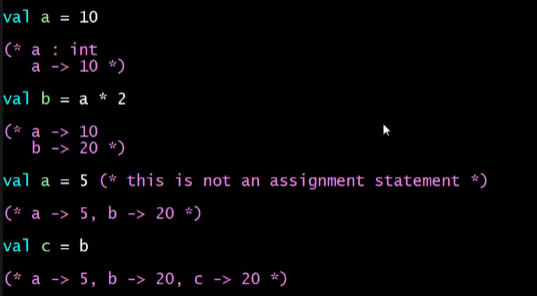 val a = 10
(* a : int
a -> 10 *)
val b = a * 2
(* a -> 10
b -> 20 *)
val a = 5 (* this is not an assignment statement *)
(* a -> 5, b -> 20 *)
val c = b
(* a -> 5, b -> 20, c -> 20 *)